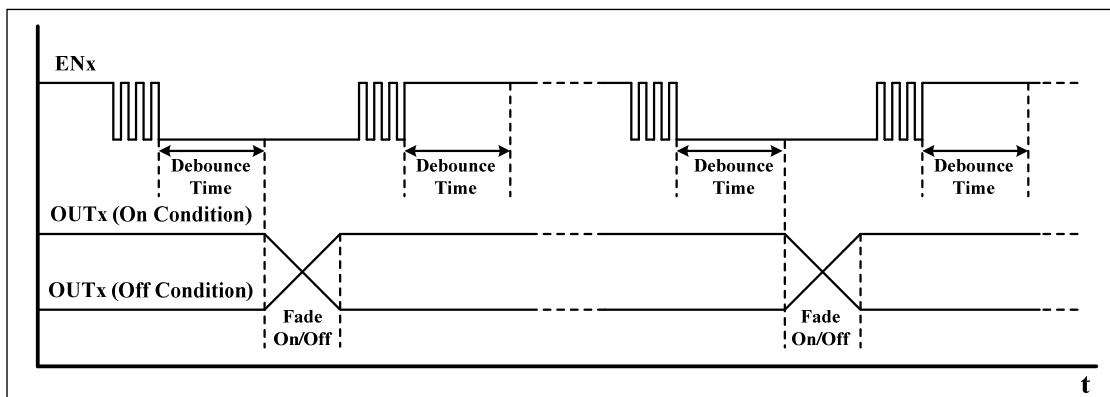 ENx
Debounce
Time
Debounce
Time
Debounce
Time
Debounce
Time
OUTx (On Condition)
OUTx (Off Condition)
Fade
On/Off
Fade
On/Off
t